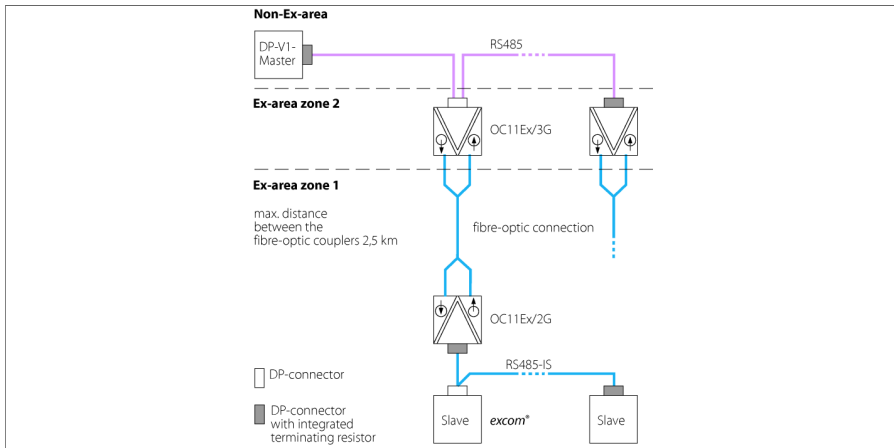 Non-Ex-area
DP-V1-
Master
RS485
Ex-area zone 2
OC11Ex/3G
Ex-area zone 1
max. distance
between the
fibre-optic couplers 2,5 km
fibre-optic connection
OC11Ex/2G
RS485-IS
DP-connector
DP-connector
with integrated
terminating resistor
Slave
excom®
Slave